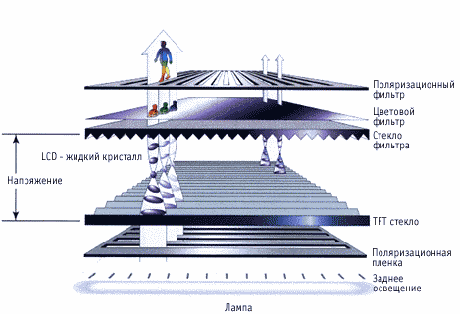 Поляризационный
фильтр
Цветовой
фильтр
Стекло
фильтра
LCD - жидкий кристалл
Напряжение
TFT стекло
Поляризационная
пленка
Заднее
освещение
Лампа